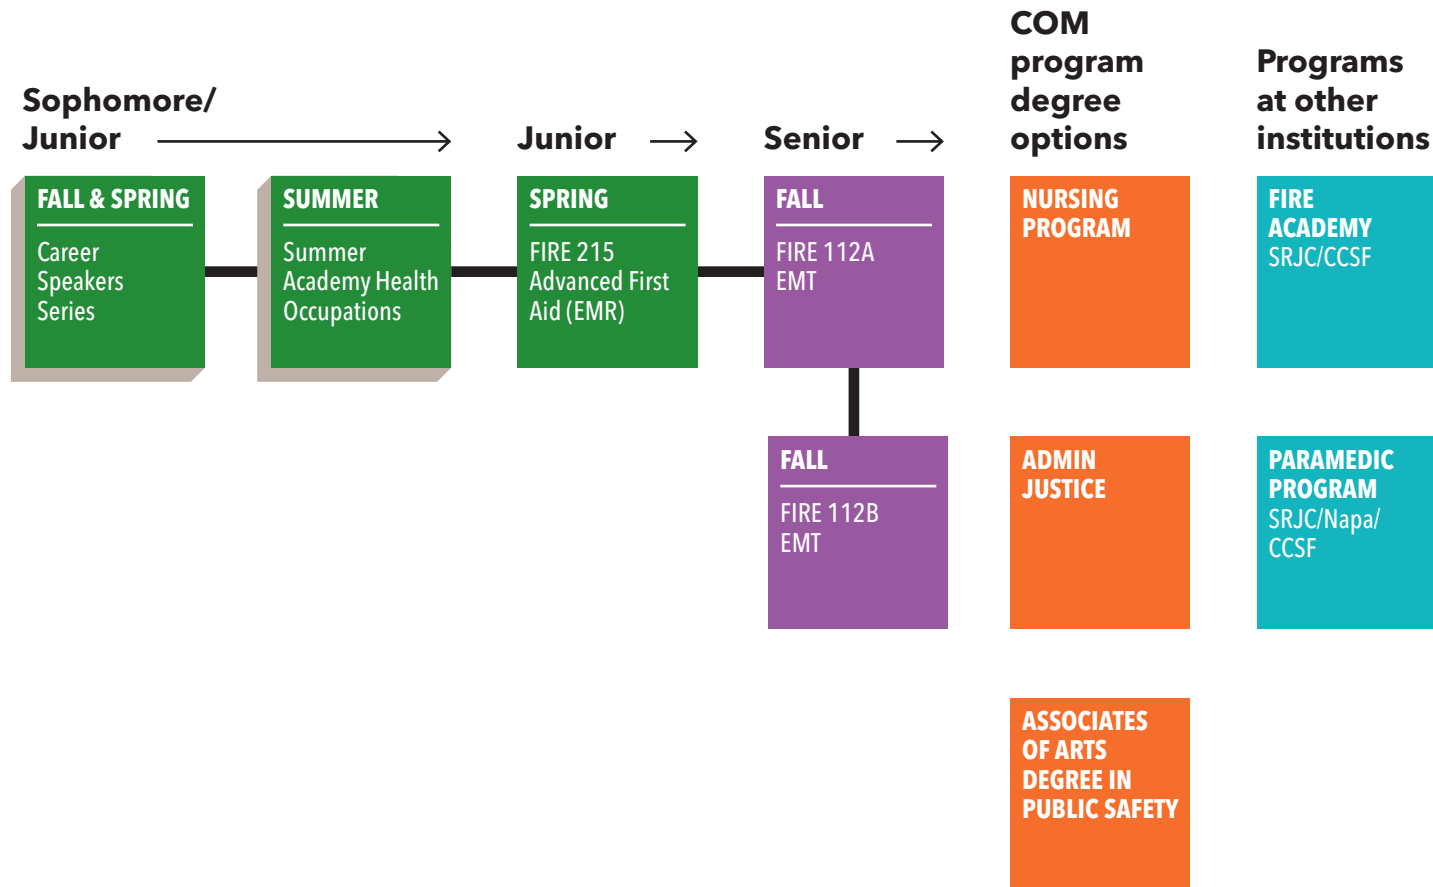 Sophomore/
Junior
Junior
Senior
COM
program
degree
options
Programs
at other
institutions
FALL & SPRING
Career
Speakers
Series
SUMMER
Summer
Academy Health
Occupations
SPRING
FIRE 215
Advanced First
Aid (EMR)
FALL
FIRE 112A
EMT
NURSING
PROGRAM
FIRE
ACADEMY
SRJC/CCSF
FALL
FIRE 112B
EMT
ADMIN
JUSTICE
PARAMEDIC
PROGRAM
SRJC/Napa/
CCSF
ASSOCIATES
OF ARTS
DEGREE IN
PUBLIC SAFETY